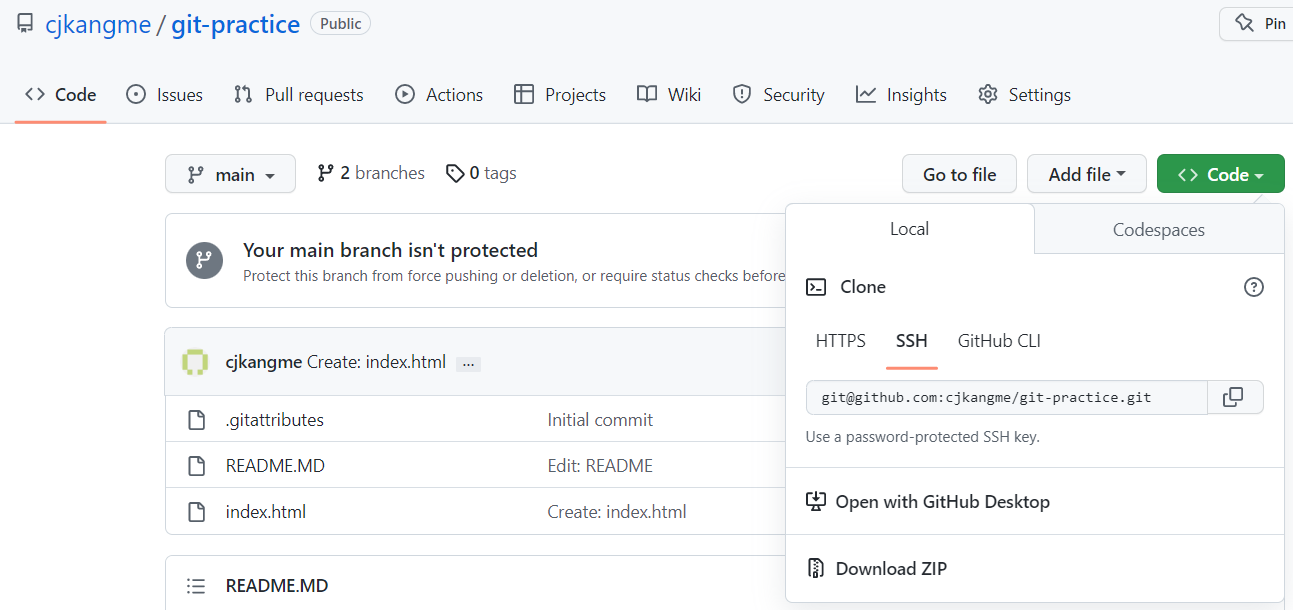 cjkangme / git-practice Public Pin
Code Issues Pull requests Actions Projects Wiki Security Insights Settings
main 2 branches 0 tags Go to file Add file Code
Your main branch isn't protected
Protect this branch from force pushing or deletion, or require status checks before
cjkangme Create: index.html ...
.gitattributes Initial commit
README.MD Edit: README
index.html Create: index.html
README.MD
Local Codespaces
Clone
HTTPS SSH GitHub CLI
git@github.com:cjkangme/git-practice.git
Use a password-protected SSH key.
Open with GitHub Desktop
Download ZIP